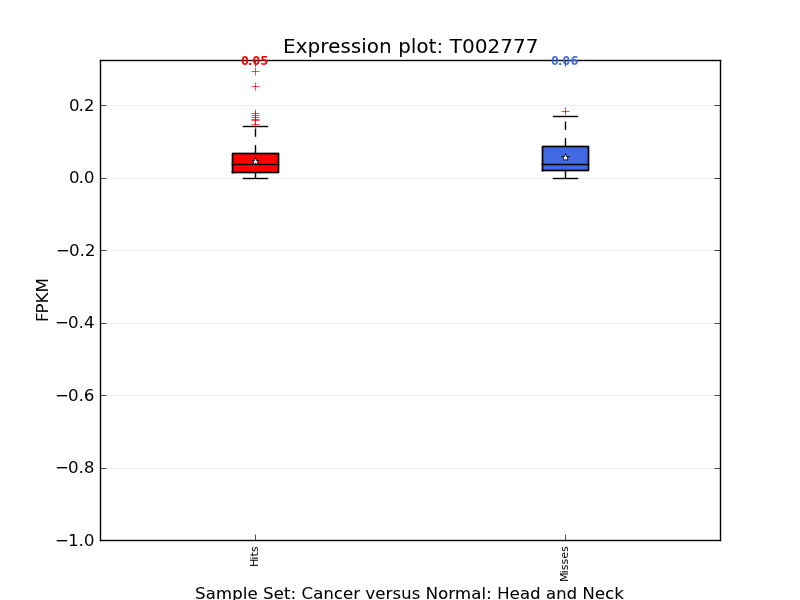 Expression plot: T002777
0.05
0.06
0.2
0.0
−0.2
−0.4
−0.6
−0.8
−1.0
FPKM
Hits
Misses
Sample Set: Cancer versus Normal: Head and Neck